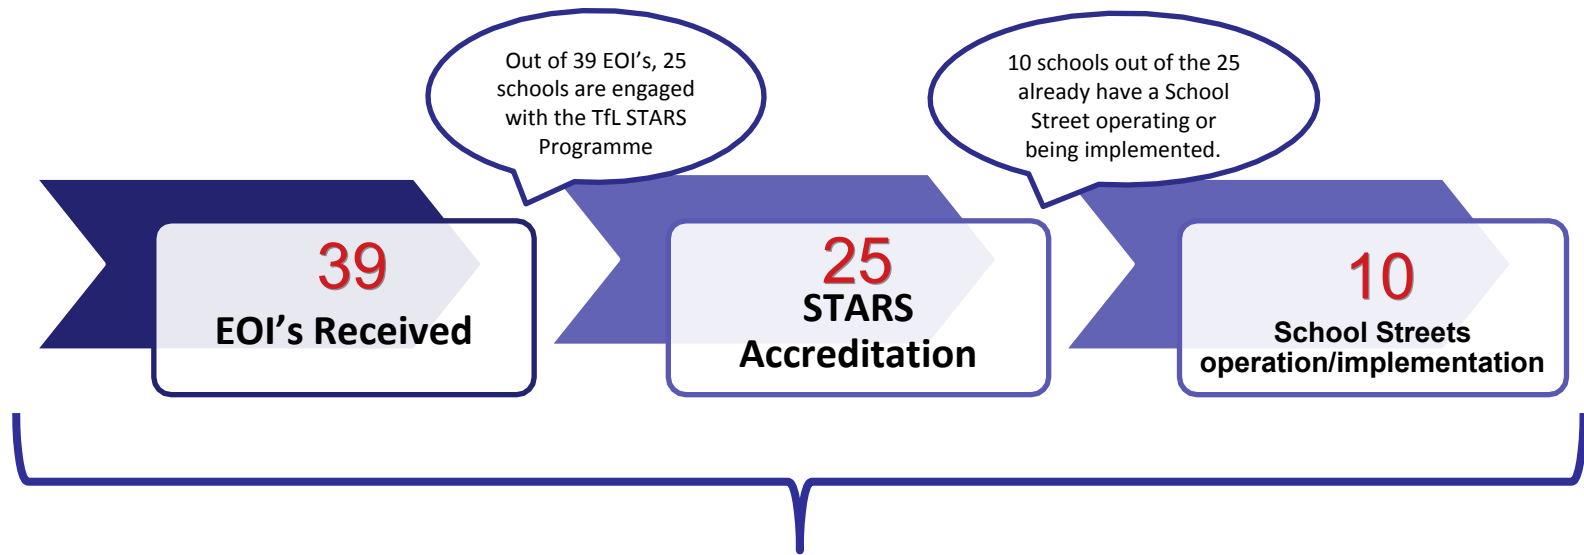 Out of 39 EOI’s, 25
schools are engaged
with the TfL STARS
Programme
10 schools out of the 25
already have a School
Street operating or
being implemented.
39
EOI’s Received
25
STARS
Accreditation
10
School Streets
operation/implementation